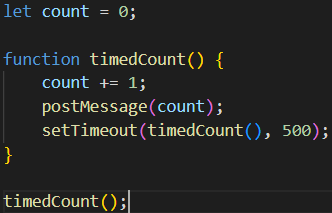 let count = 0;

function timedCount() {
    count += 1;
    postMessage(count);
    setTimeout(timedCount(), 500);
}

timedCount();